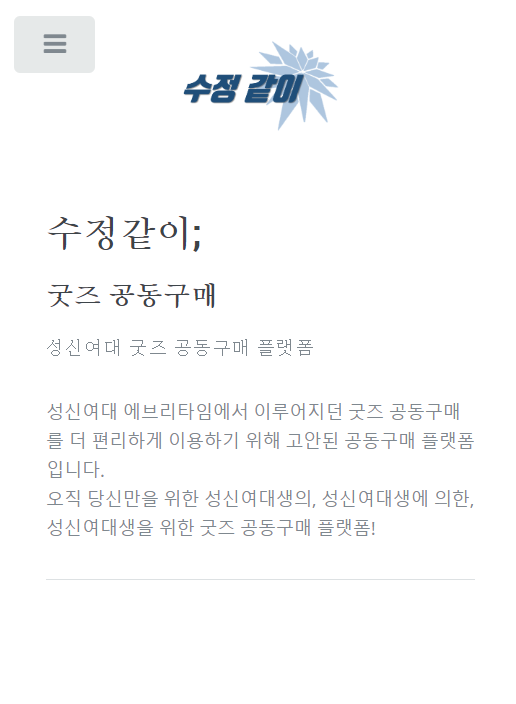 수정 같이
수정같이;
굿즈 공동구매
성신여대 굿즈 공동구매 플랫폼
성신여대 에브리타임에서 이루어지던 굿즈 공동구매
를 더 편리하게 이용하기 위해 고안된 공동구매 플랫폼
입니다.
오직 당신만을 위한 성신여대생의, 성신여대생에 의한,
성신여대생을 위한 굿즈 공동구매 플랫폼!